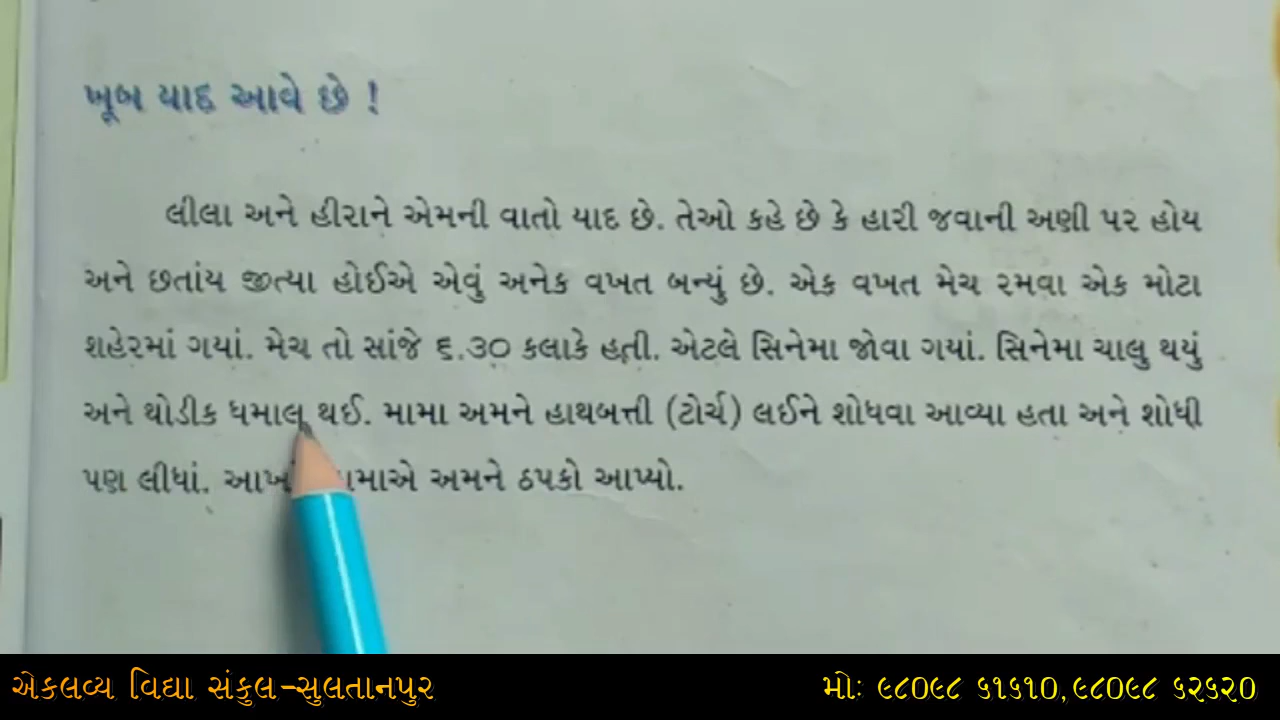 ખૂબ યાદ આવે છે !
લીલા અને હીરાને એમની વાતો યાદ છે. તેઓ કહે છે કે હારી જવાની અણી પર હોય
અને છતાંય જીત્યા હોઈએ એવું અનેક વખત બન્યું છે. એક વખત મેચ રમવા એક મોટા
શહેરમાં ગયાં. મેચ તો સાંજે ૬.૩૦ કલાકે હતી. એટલે સિનેમા જોવા ગયાં. સિનેમા ચાલુ થયું
અને થોડીક ધમાલ થઈ. મામા અમને હાથબત્તી (ટોર્ચ) લઈને શોધવા આવ્યા હતા અને શોધી
પણ લીધાં. અમને ઠપકો આપ્યો.
એકલવ્ય વિદ્યા સંકુલ-સુલતાનપુર
મોઃ ૯૮૦૯૮ ૬૧૬૧૦,૯૮૦૯૮ ૬૨૬૨૦